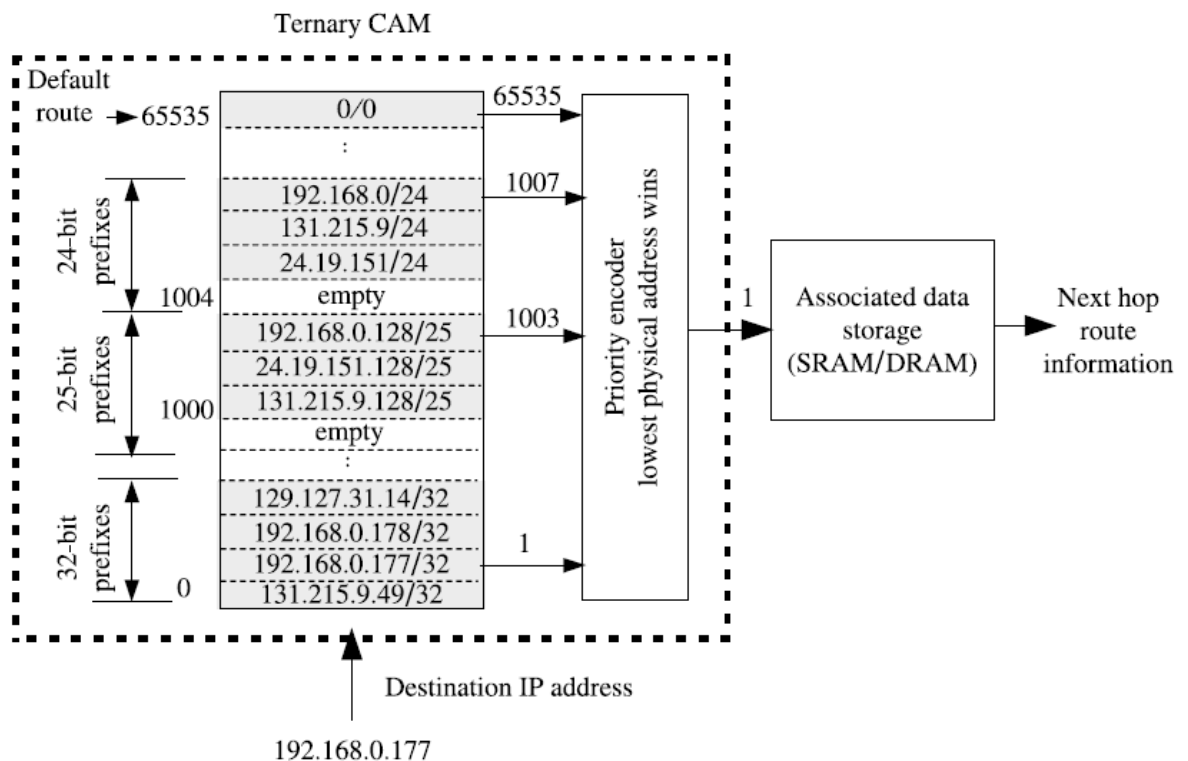 Ternary CAM
Default
route
65535
0/0
65535
:
24-bit
prefixes
192.168.0/24
1007
131.215.9/24
24.19.151/24
1004
empty
25-bit
prefixes
192.168.0.128/25
1003
24.19.151.128/25
1000
131.215.9.128/25
empty
:
32-bit
prefixes
129.127.31.14/32
192.168.0.178/32
192.168.0.177/32
1
0
131.215.9.49/32
Priority encoder
lowest physical address wins
1
Associated data
storage
(SRAM/DRAM)
Next hop
route
information
Destination IP address
192.168.0.177